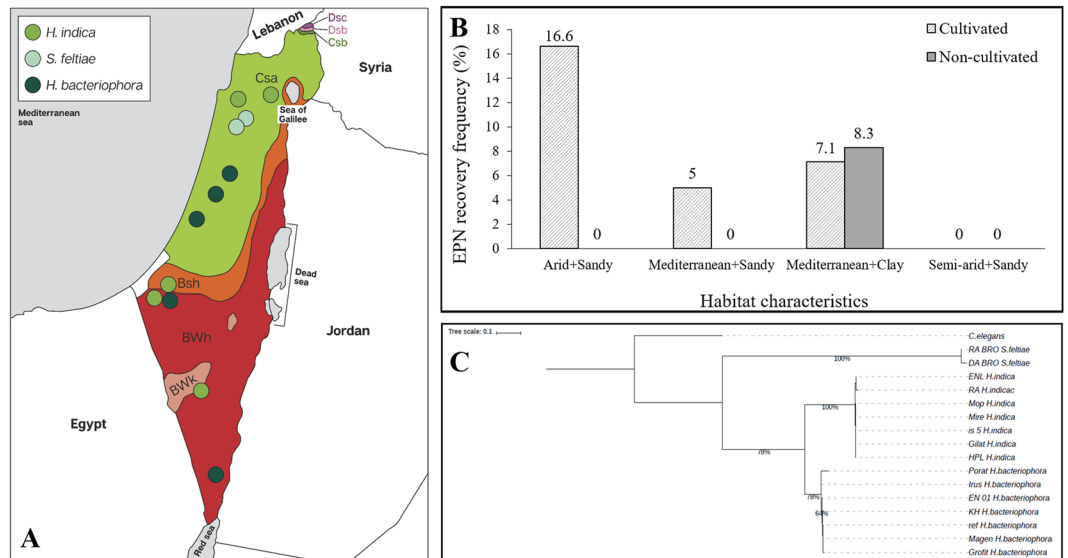 H. indica
S. feltiae
H. bacteriophora
Mediterranean
sea
Lebanon
Dsc
Dsb
Csb
Syria
Csa
Sea of
Galilee
Bsh
Dead
sea
BWh
Jordan
BWk
Egypt
Red sea
A
B
EPN recovery frequency (%)
18
16
14
12
10
8
6
4
2
0
16.6
0
5
0
7.1
8.3
0
0
Cultivated
Non-cultivated
Arid+Sandy
Mediterranean+Sandy
Mediterranean+Clay
Semi-arid+Sandy
Habitat characteristics
Tree scale: 0.1
C
C.elegans
RA BRO S.feltiae
DA BRO S.feltiae
ENL H.indica
RA H.indicac
Mop H.indica
Mire H.indica
is 5 H.indica
Gilat H.indica
HPL H.indica
Porat H.bacteriophora
Irus H.bacteriophora
EN 01 H.bacteriophora
KH H.bacteriophora
ref H.bacteriophora
Magen H.bacteriophora
Grofit H.bacteriophora
100%
100%
78%
78%
64%